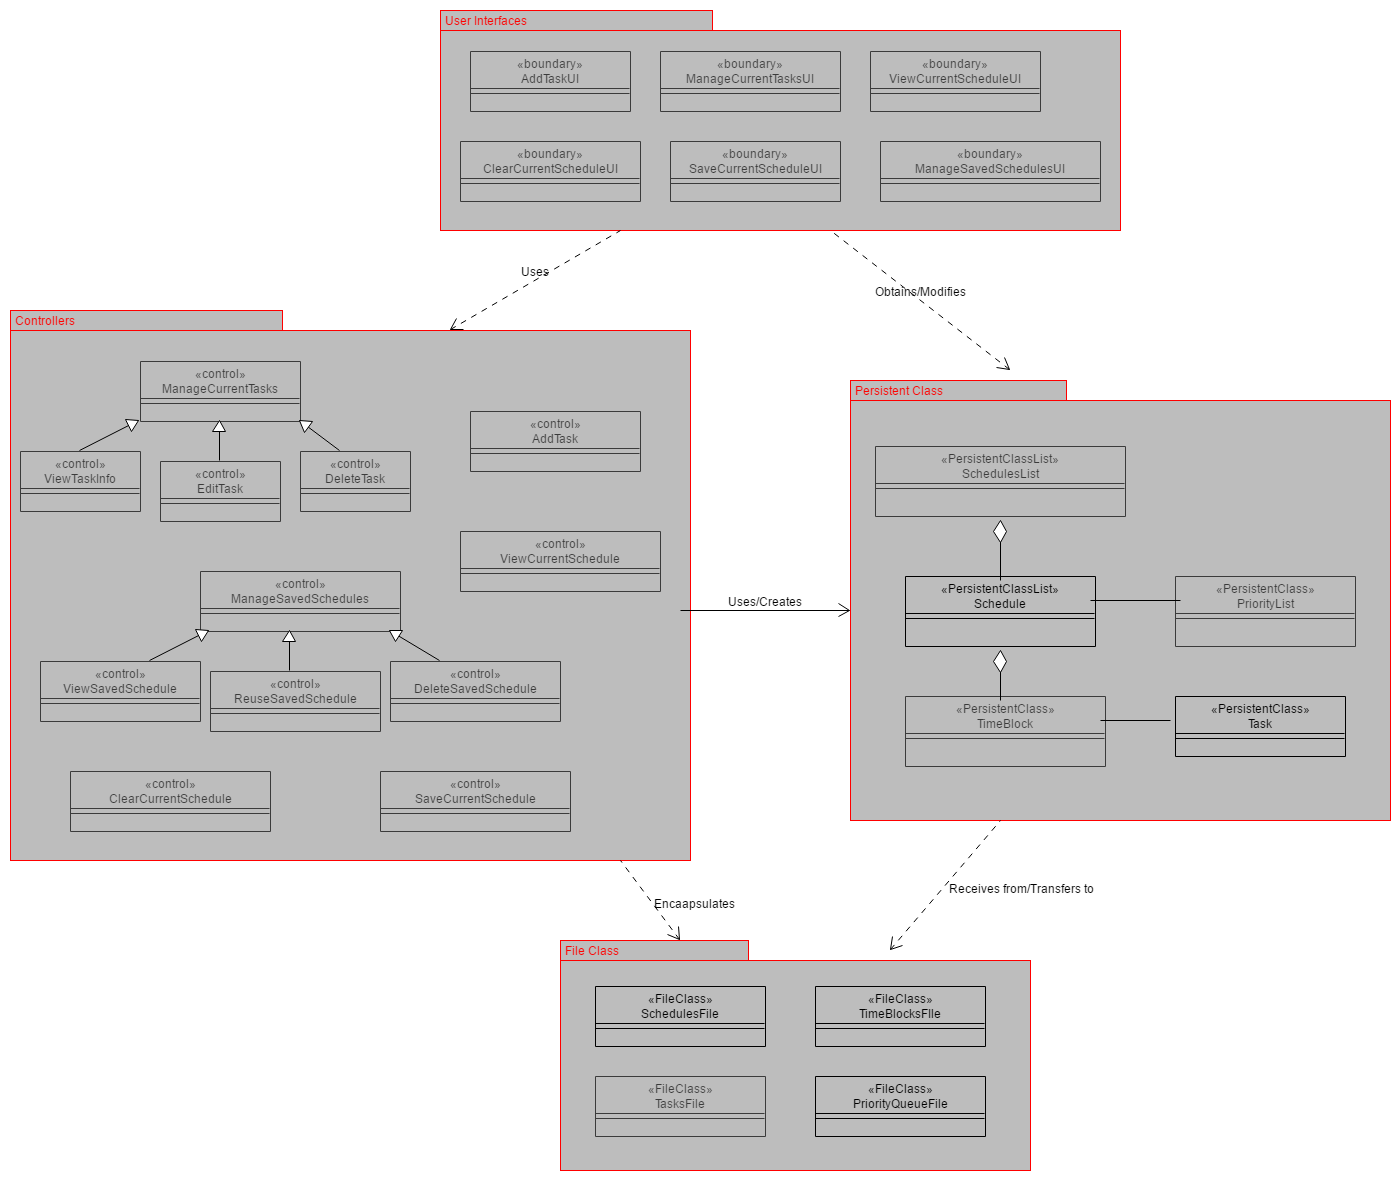 User Interfaces
«boundary»
AddTaskUI
«boundary»
ManageCurrentTasksUI
«boundary»
ViewCurrentScheduleUI
«boundary»
ClearCurrentScheduleUI
«boundary»
SaveCurrentScheduleUI
«boundary»
ManageSavedSchedulesUI
Uses
Obtains/Modifies
Controllers
«control»
ManageCurrentTasks
«control»
ViewTaskInfo
«control»
EditTask
«control»
DeleteTask
«control»
AddTask
«control»
ViewCurrentSchedule
«control»
ManageSavedSchedules
«control»
ViewSavedSchedule
«control»
ReuseSavedSchedule
«control»
DeleteSavedSchedule
«control»
ClearCurrentSchedule
«control»
SaveCurrentSchedule
Uses/Creates
Persistent Class
«PersistentClassList»
SchedulesList
«PersistentClassList»
Schedule
«PersistentClass»
PriorityList
«PersistentClass»
TimeBlock
«PersistentClass»
Task
Encaapsulates
Receives from/Transfers to
File Class
«FileClass»
SchedulesFile
«FileClass»
TimeBlocksFIle
«FileClass»
TasksFile
«FileClass»
PriorityQueueFile